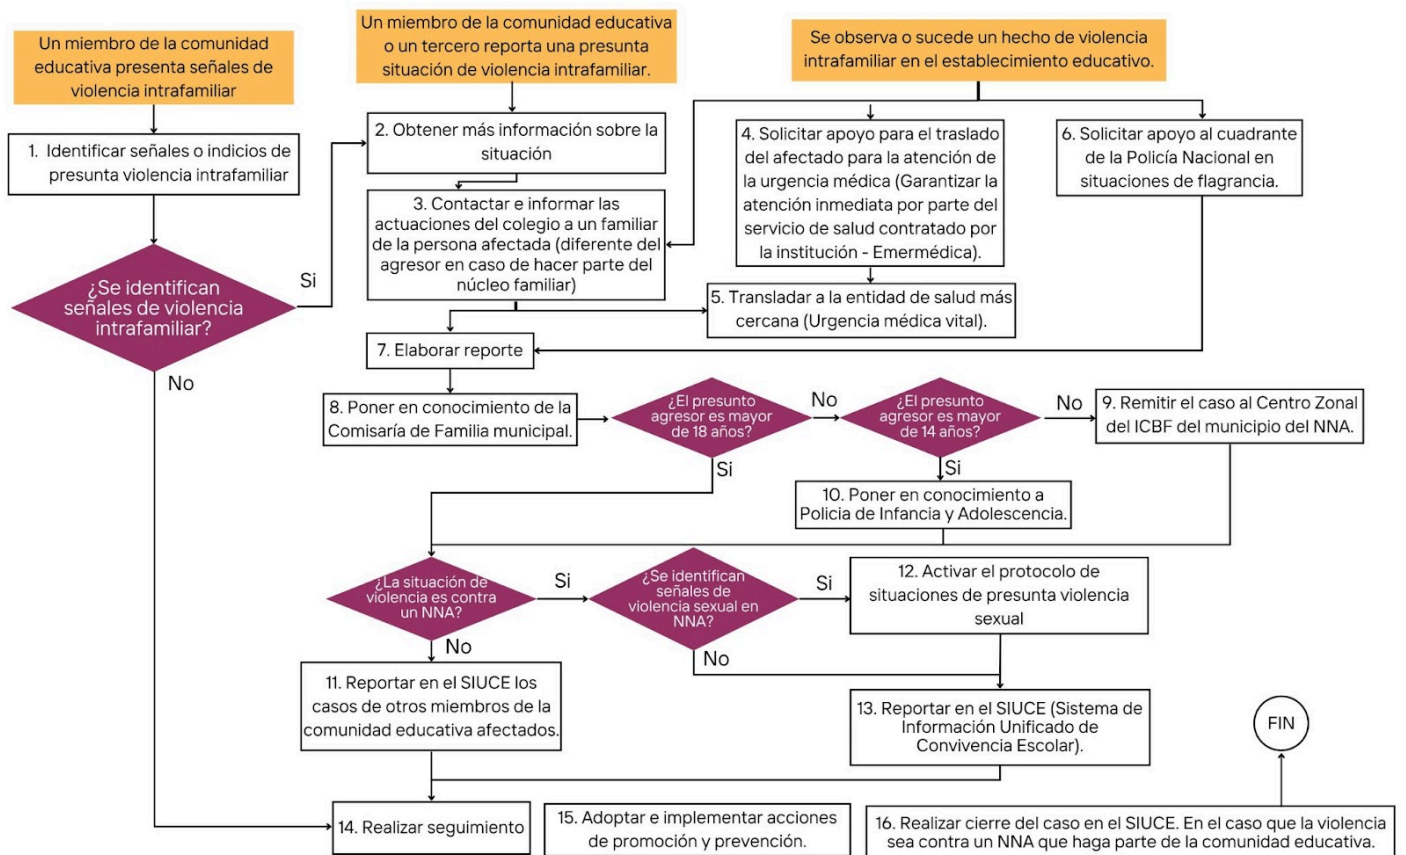 Un miembro de la comunidad
educativa presenta señales de
violencia intrafamiliar
Un miembro de la comunidad educativa
o un tercero reporta una presunta
situación de violencia intrafamiliar.
Se observa o sucede un hecho de violencia
intrafamiliar en el establecimiento educativo.
1. Identificar señales o indicios de
presunta violencia intrafamiliar
2. Obtener más información sobre la
situación
3. Contactar e informar las
actuaciones del colegio a un familiar
de la persona afectada (diferente del
agresor en caso de hacer parte del
núcleo familiar)
4. Solicitar apoyo para el traslado
del afectado para la atención de
la urgencia médica (Garantizar la
atención inmediata por parte del
servicio de salud contratado por
la institución - Emermédica).
6. Solicitar apoyo al cuadrante
de la Policía Nacional en
situaciones de flagrancia.
¿Se identifican
señales de violencia
intrafamiliar?
Si
No
5. Transladar a la entidad de salud más
cercana (Urgencia médica vital).
7. Elaborar reporte
8. Poner en conocimiento de la
Comisaría de Familia municipal.
¿El presunto
agresor es mayor
de 18 años?
No
Si
¿El presunto
agresor es mayor
de 14 años?
No
Si
9. Remitir el caso al Centro Zonal
del ICBF del municipio del NNA.
10. Poner en conocimiento a
Policia de Infancia y Adolescencia.
¿La situación de
violencia es contra
un NNA?
Si
No
¿Se identifican
señales de
violencia sexual en
NNA?
Si
No
12. Activar el protocolo de
situaciones de presunta violencia
sexual
11. Reportar en el SIUCE los
casos de otros miembros de la
comunidad educativa afectados.
13. Reportar en el SIUCE (Sistema de
Información Unificado de
Convivencia Escolar).
FIN
14. Realizar seguimiento
15. Adoptar e implementar acciones
de promoción y prevención.
16. Realizar cierre del caso en el SIUCE. En el caso que la violencia
sea contra un NNA que haga parte de la comunidad educativa.